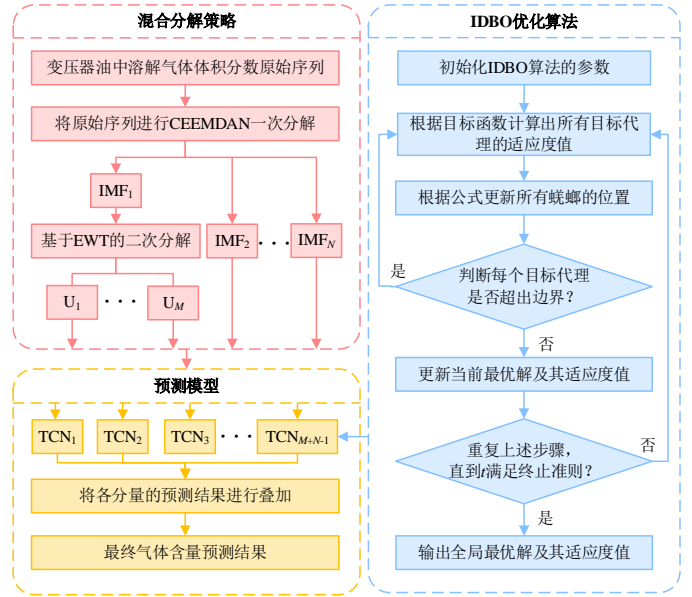 混合分解策略
变压器油中溶解气体体积分数原始序列
将原始序列进行CEEMDAN一次分解
IMF1
基于EWT的二次分解
IMF2 · · · IMFN
U1 · · · UM
预测模型
TCN1 TCN2 TCN3 · · · TCNM+N-1
将各分量的预测结果进行叠加
最终气体含量预测结果
IDBO优化算法
初始化IDBO算法的参数
根据目标函数计算出所有目标代
理的适应度值
根据公式更新所有蜣螂的位置
是
判断每个目标代理
是否超出边界？
否
更新当前最优解及其适应度值
重复上述步骤，
直到t满足终止准则？
否
是
输出全局最优解及其适应度值